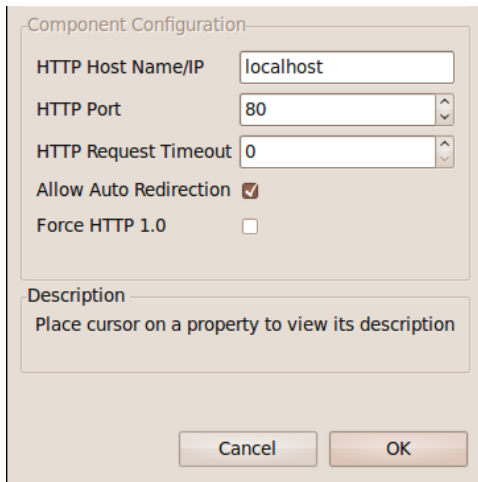 Component Configuration
HTTP Host Name/IP localhost
HTTP Port 80
HTTP Request Timeout 0
Allow Auto Redirection
Force HTTP 1.0
Description
Place cursor on a property to view its description
Cancel OK